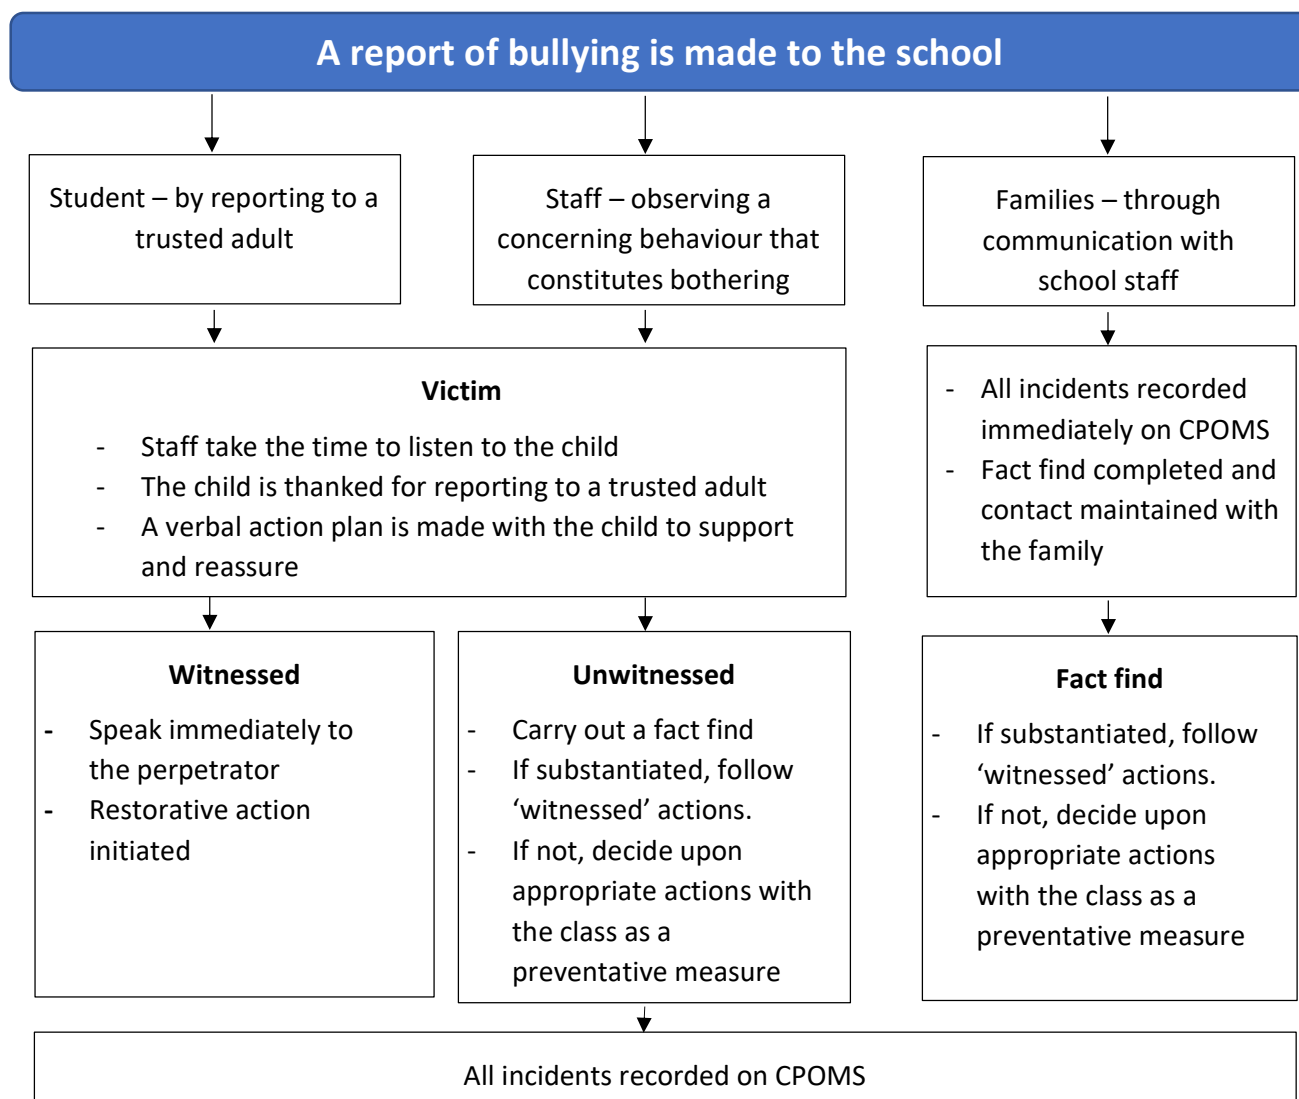 A report of bullying is made to the school
Student – by reporting to a
trusted adult
Staff – observing a
concerning behaviour that
constitutes bothering
Families – through
communication with
school staff
Victim
- Staff take the time to listen to the child
- The child is thanked for reporting to a trusted adult
- A verbal action plan is made with the child to support
and reassure
- All incidents recorded
immediately on CPOMS
- Fact find completed and
contact maintained with
the family
Witnessed
- Speak immediately to
the perpetrator
- Restorative action
initiated
Unwitnessed
- Carry out a fact find
- If substantiated, follow
‘witnessed’ actions.
- If not, decide upon
appropriate actions with
the class as a
preventative measure
Fact find
- If substantiated, follow
‘witnessed’ actions.
- If not, decide upon
appropriate actions
with the class as a
preventative measure
All incidents recorded on CPOMS